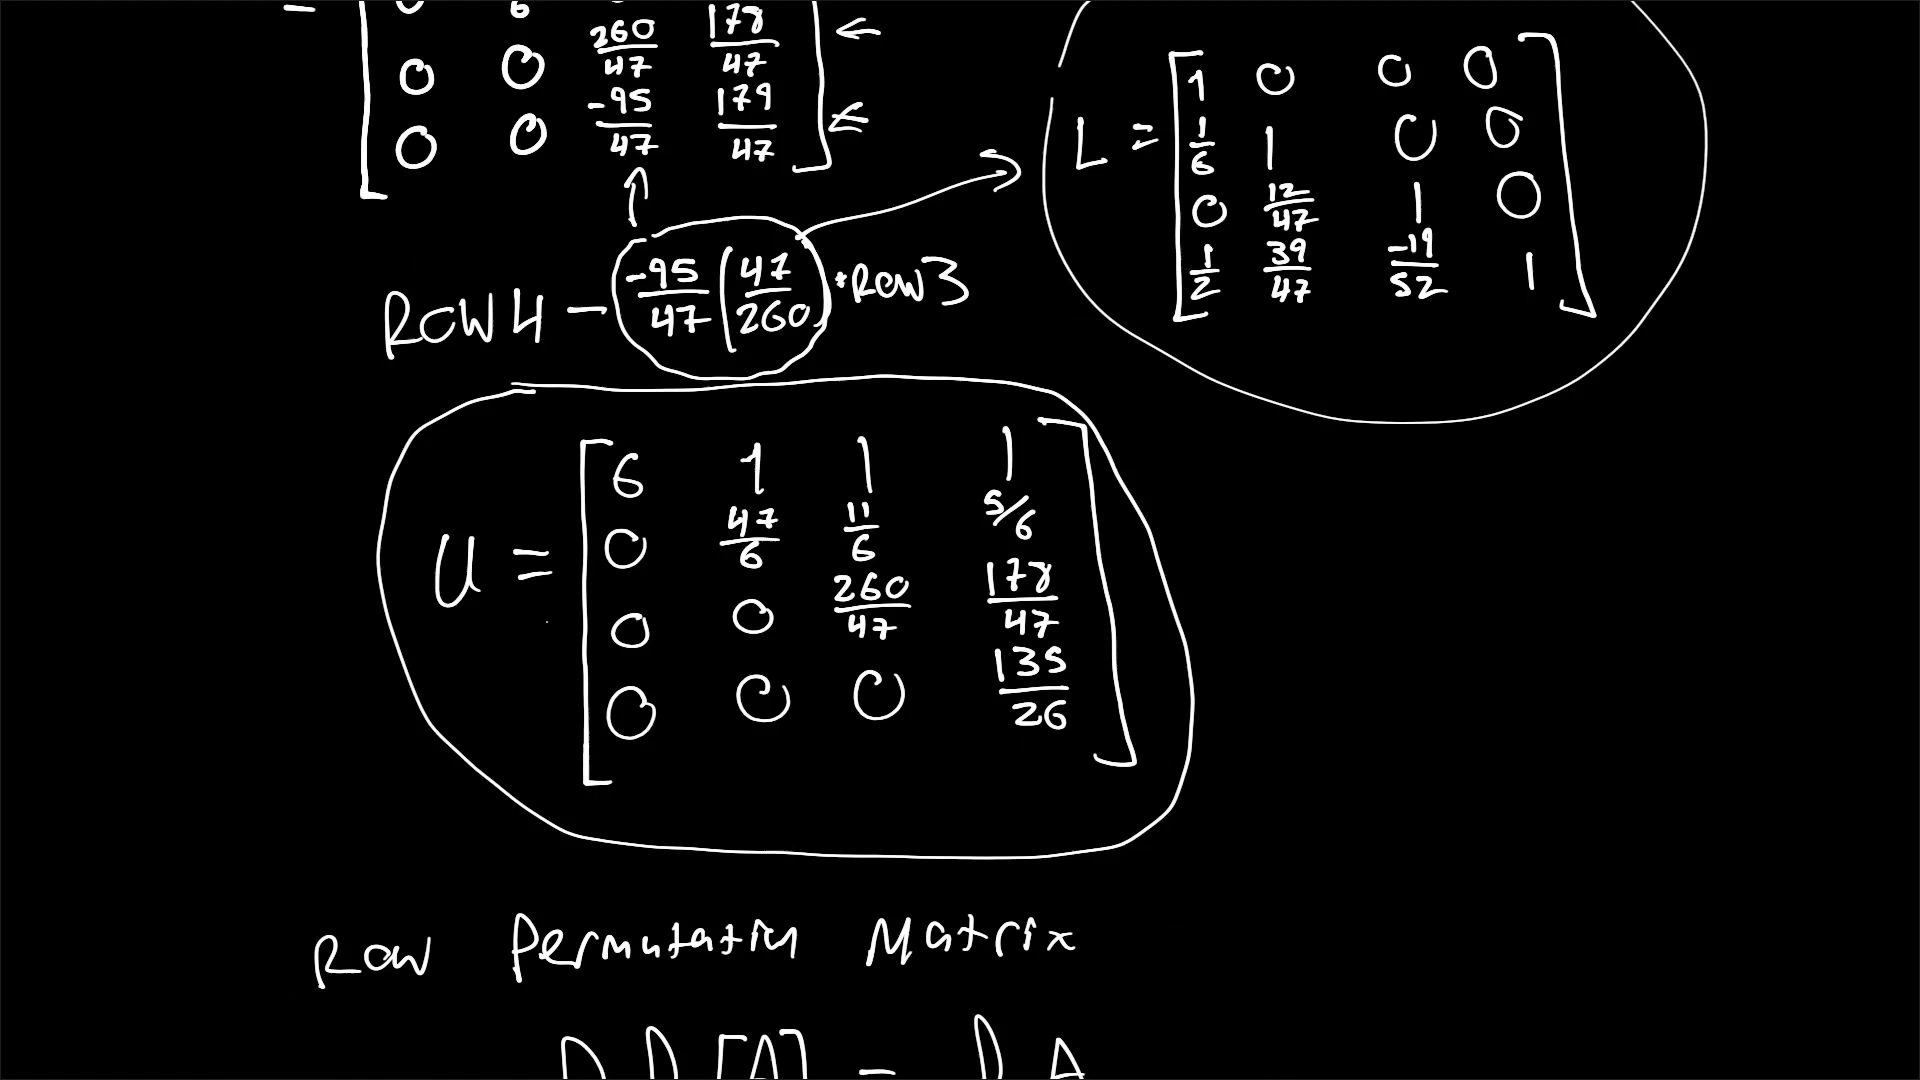 = [ 0 6
0 0 260/47 178/47 ←
0 0 -95/47 179/47 ] ←
ROW 4 - -95/47 (47/260) * Row 3
L = [ 1 0 0 0
1/6 1 0 0
0 12/47 1 0
1/2 39/47 -19/52 1 ]
U = [ 6 1 1 1
0 47/6 11/6 5/6
0 0 260/47 178/47
0 0 0 135/26 ]
Row Permutation Matrix
[A] = A